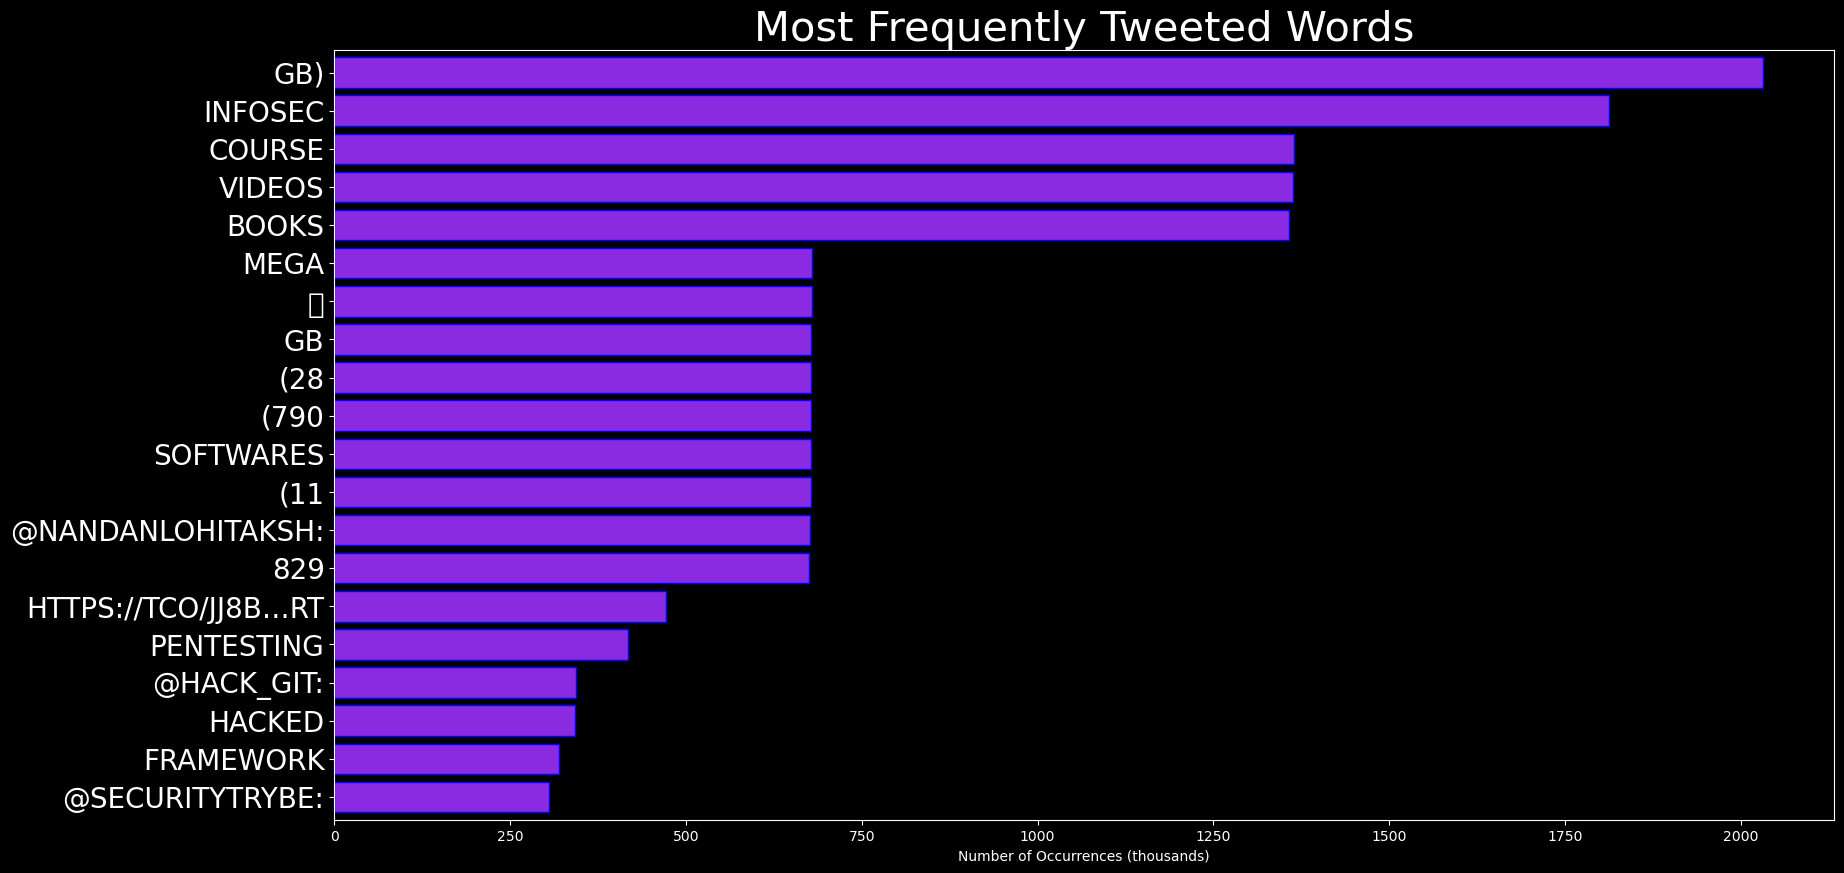 Most Frequently Tweeted Words
GB)
INFOSEC
COURSE
VIDEOS
BOOKS
MEGA
GB
(28
(790
SOFTWARES
(11
@NANDANLOHITAKSH:
829
HTTPS://TCO/JJ8B…RT
PENTESTING
@HACK_GIT:
HACKED
FRAMEWORK
@SECURITYTRYBE:
0 250 500 750 1000 1250 1500 1750 2000
Number of Occurrences (thousands)